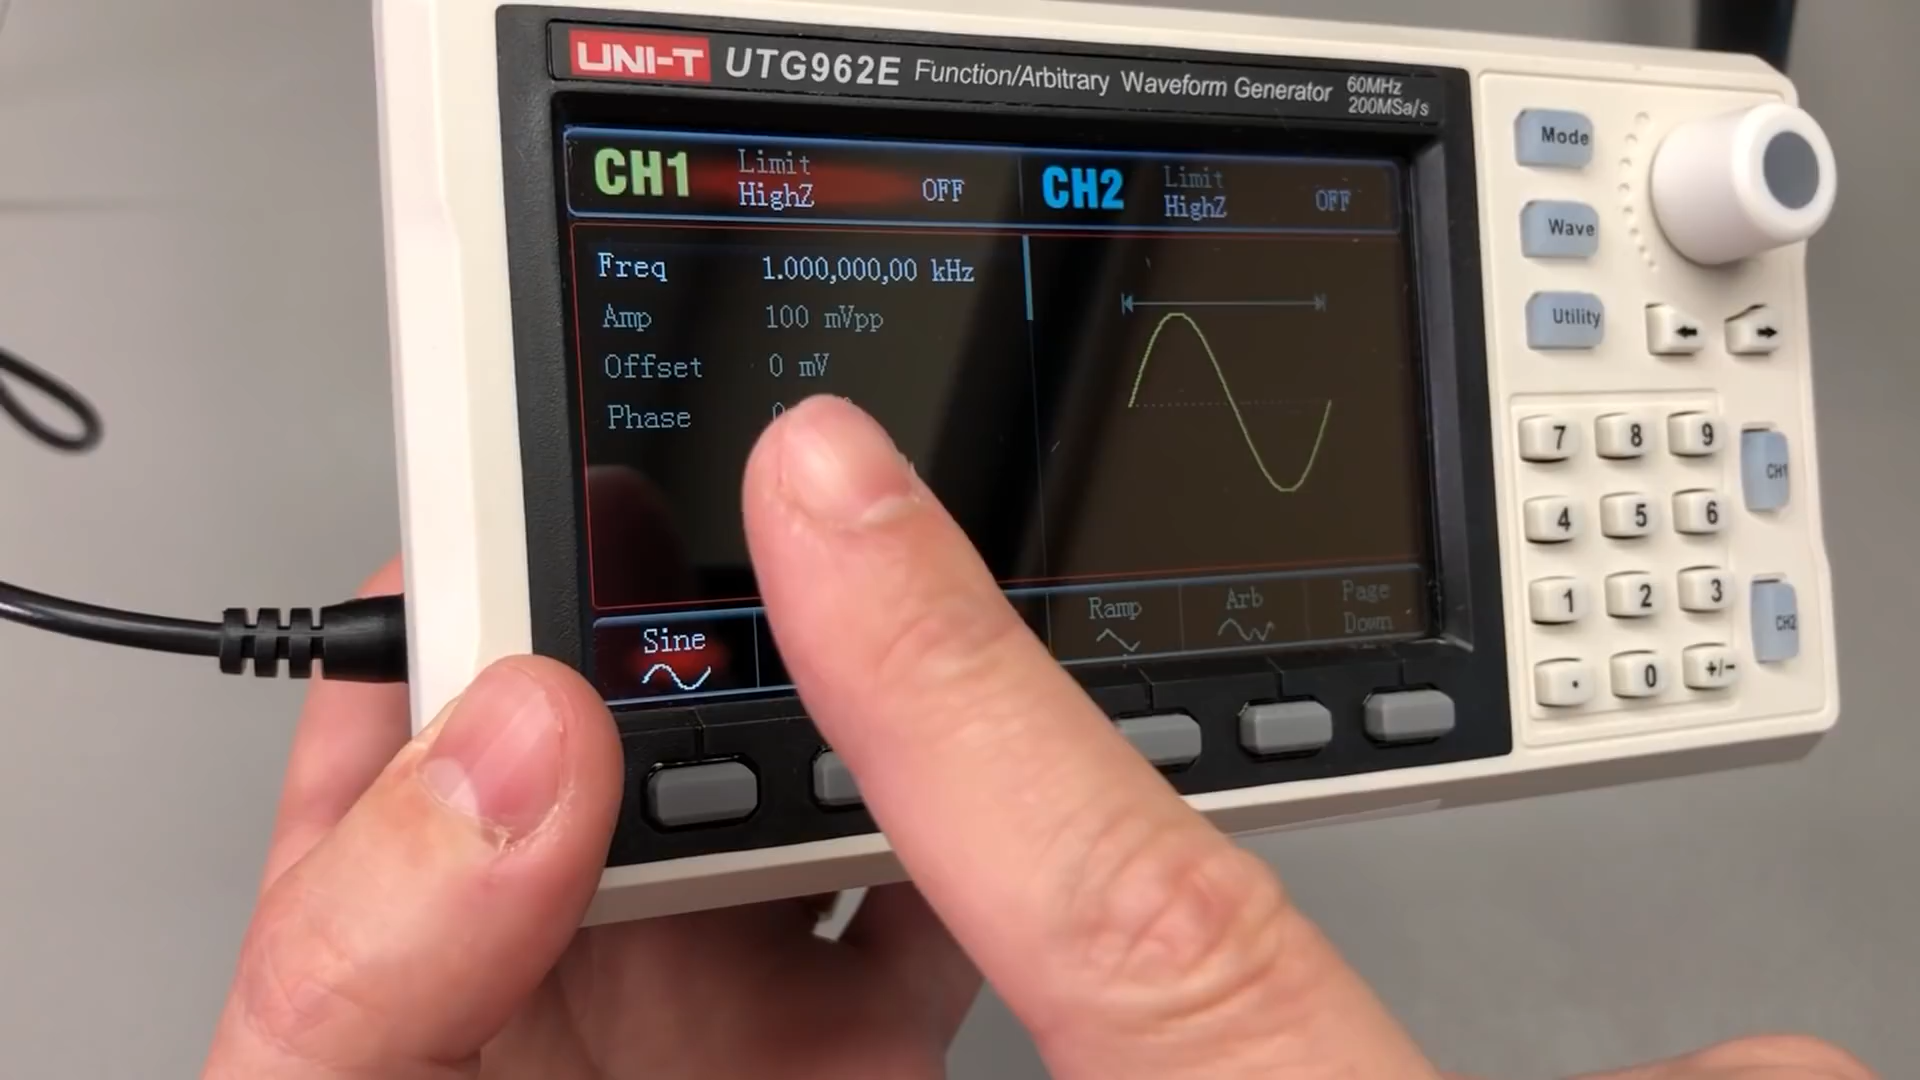 UNI-T UTG962E Function/Arbitrary Waveform Generator 60MHz 200MSa/s
CH1 Limit HighZ OFF
CH2 Limit HighZ OFF
Freq 1.000,000,00 kHz
Amp 100 mVpp
Offset 0 mV
Phase
Sine
Ramp
Arb
Page Down
Mode
Wave
Utility
7 8 9
4 5 6
1 2 3
. 0 +/-
CH1
CH2